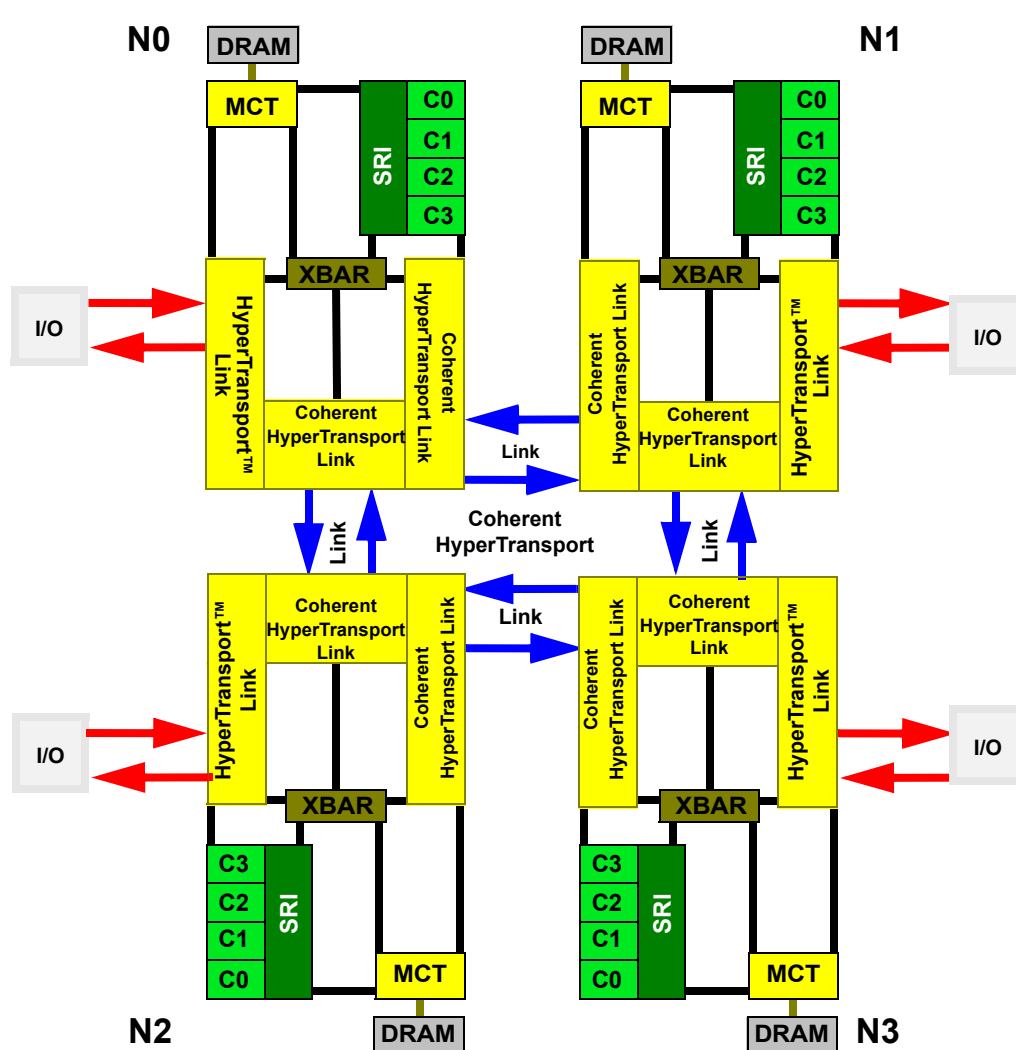 N0
DRAM
MCT
SRI
C0
C1
C2
C3
XBAR
I/O
HyperTransport™
Link
Coherent
HyperTransport Link
Coherent
HyperTransport
Link
N1
DRAM
MCT
SRI
C0
C1
C2
C3
XBAR
Coherent
HyperTransport Link
Coherent
HyperTransport
Link
HyperTransport™
Link
I/O
Link
Link
Coherent
HyperTransport
Link
Link
HyperTransport™
Link
Coherent
HyperTransport
Link
Coherent
HyperTransport Link
I/O
XBAR
C3
C2
C1
C0
SRI
MCT
DRAM
N2
Coherent
HyperTransport Link
Coherent
HyperTransport
Link
HyperTransport™
Link
I/O
XBAR
C3
C2
C1
C0
SRI
MCT
DRAM
N3